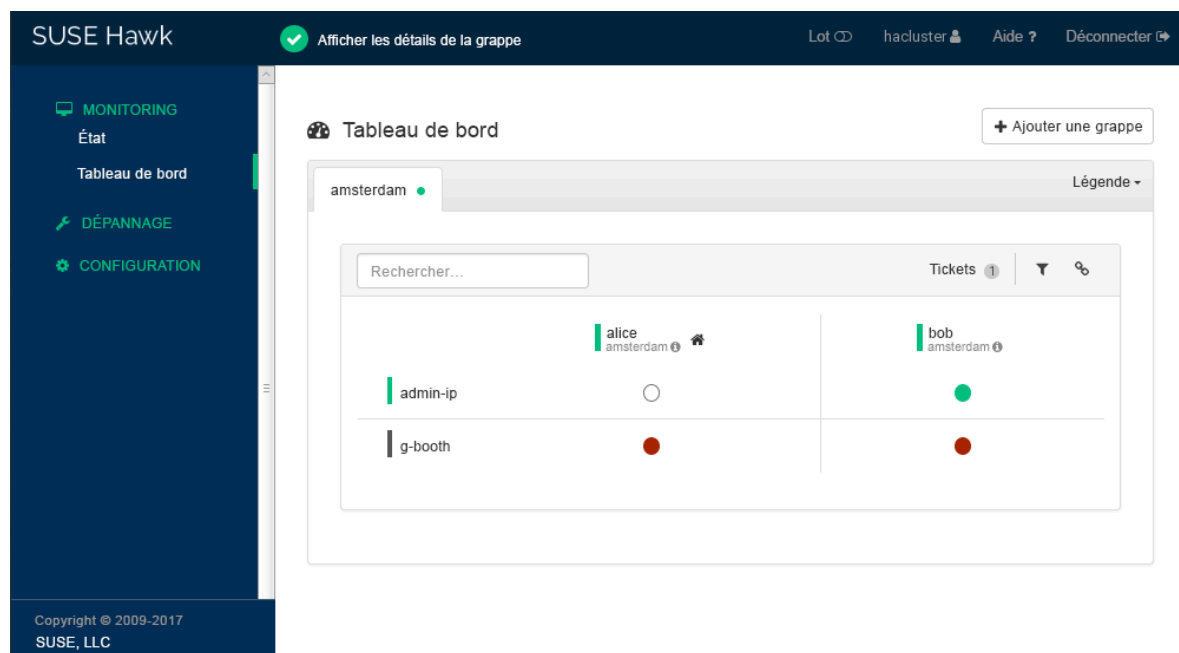 SUSE Hawk
Afficher les détails de la grappe
Lot
hacluster
Aide ?
Déconnecter
MONITORING
État
Tableau de bord
DÉPANNAGE
CONFIGURATION
Tableau de bord
+ Ajouter une grappe
amsterdam
Légende
Rechercher...
Tickets 1
alice
amsterdam
bob
amsterdam
admin-ip
g-booth
Copyright © 2009-2017
SUSE, LLC